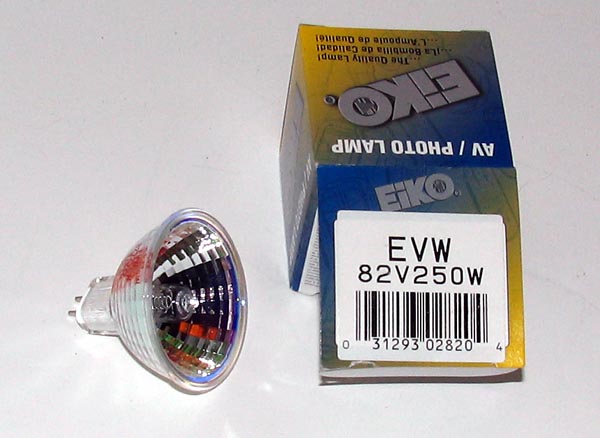 ...L'Ampoule de Qualité!
...¡La Bombilla de Calidad!
...The Quality Lamp!
EiKO©
AV / PHOTO LAMP
EiKO©
EVW
82V250W
0 31293 02820 4